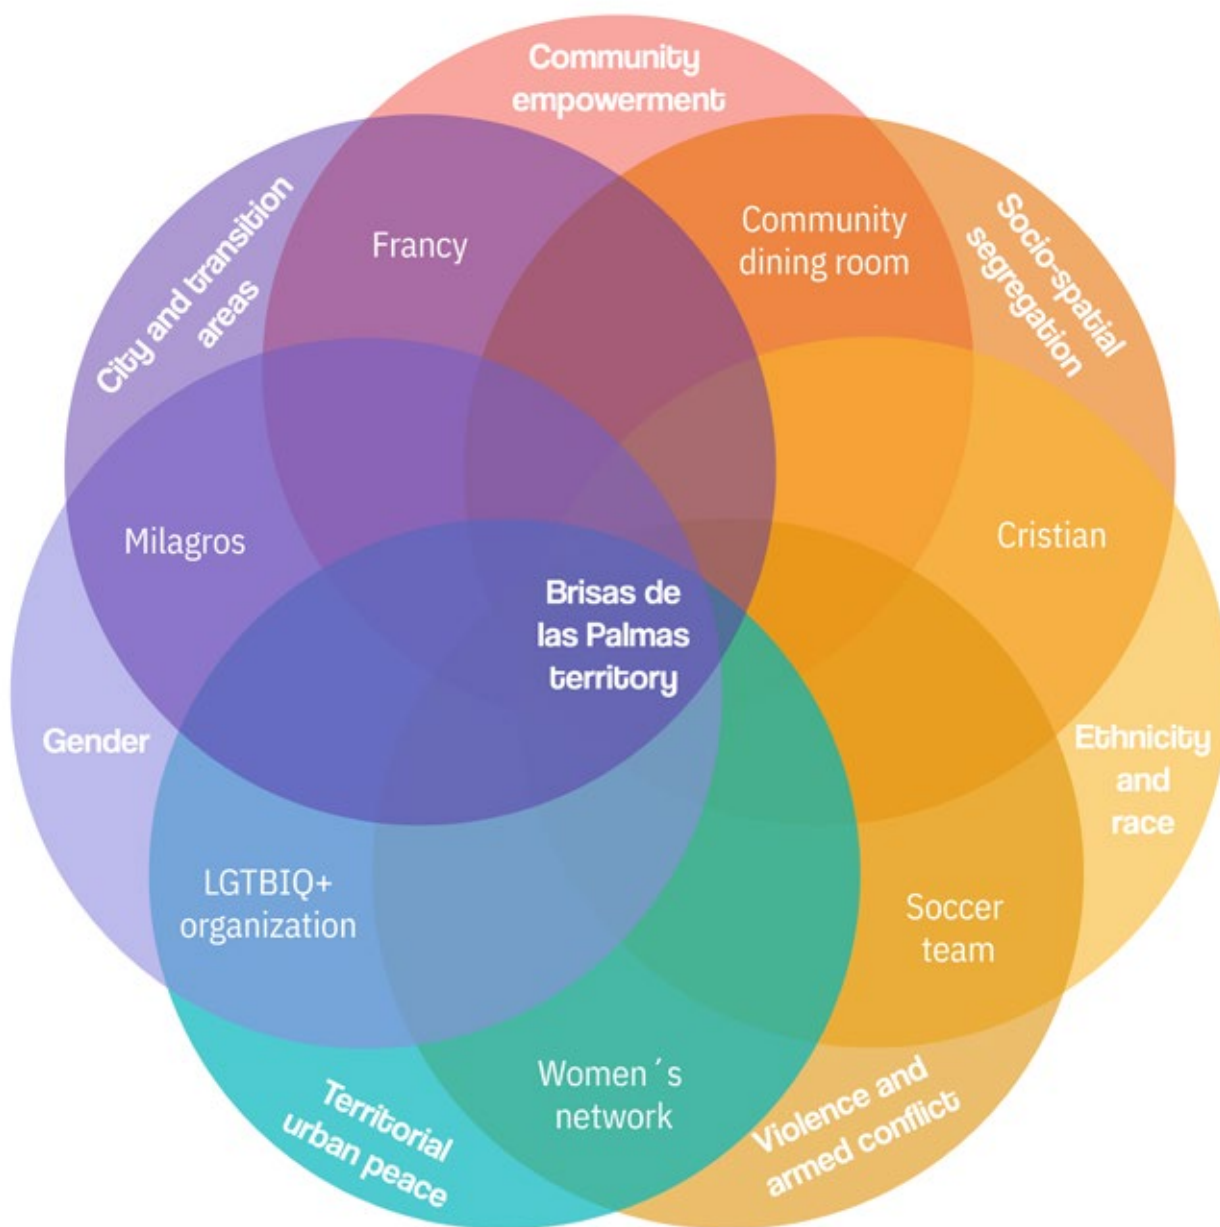 Community
empowerment
Francy
Community
dining room
Socio-spatial
segregation
City and transition
areas
Milagros
Cristian
Brisas de
las Palmas
territory
Gender
Ethnicity
and
race
LGTBIQ+
organization
Soccer
team
Women´s
network
Territorial
urban peace
Violence and
armed conflict